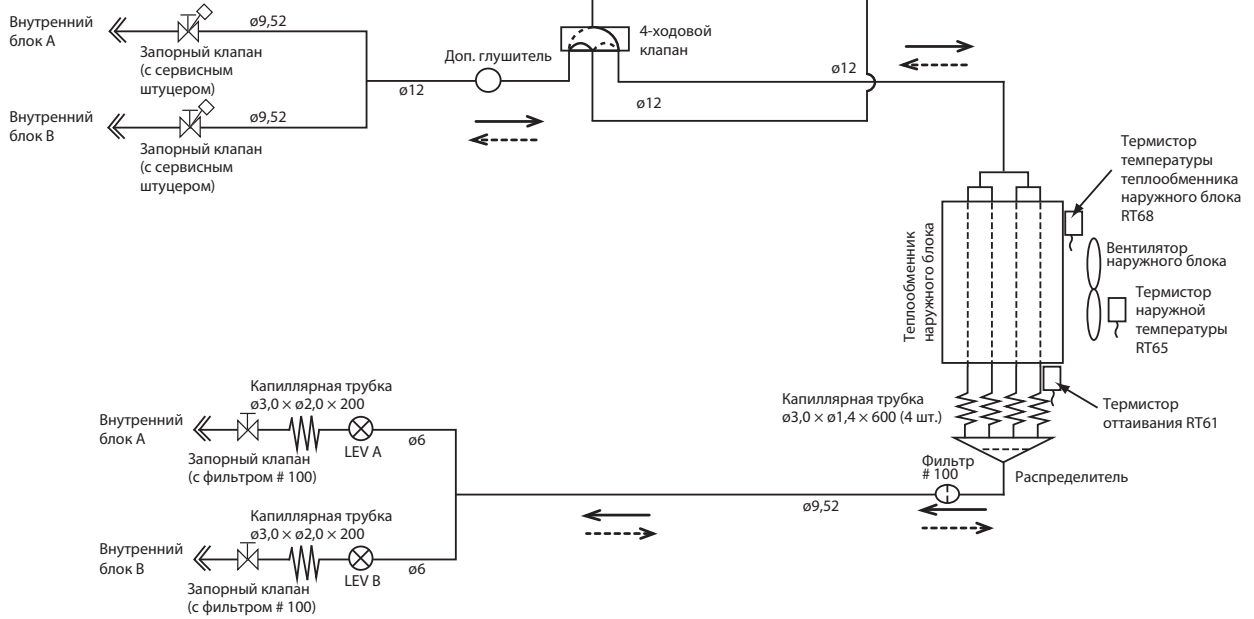 Внутренний
блок A
ø9,52
Запорный клапан
(с сервисным
штуцером)
Внутренний
блок B
ø9,52
Запорный клапан
(с сервисным
штуцером)
ø12
Доп. глушитель
4-ходовой
клапан
ø12
ø12
Термистор
температуры
теплообменника
наружного блока
RT68
Вентилятор
наружного блока
Термистор
наружной
температуры
RT65
Теплообменник
наружного блока
Капиллярная трубка
ø3,0 × ø1,4 × 600 (4 шт.)
Термистор
оттаивания RT61
Распределитель
Фильтр
# 100
ø9,52
Капиллярная трубка
ø3,0 × ø2,0 × 200
Внутренний
блок A
LEV A
ø6
Запорный клапан
(с фильтром # 100)
Капиллярная трубка
ø3,0 × ø2,0 × 200
Внутренний
блок B
LEV B
ø6
Запорный клапан
(с фильтром # 100)